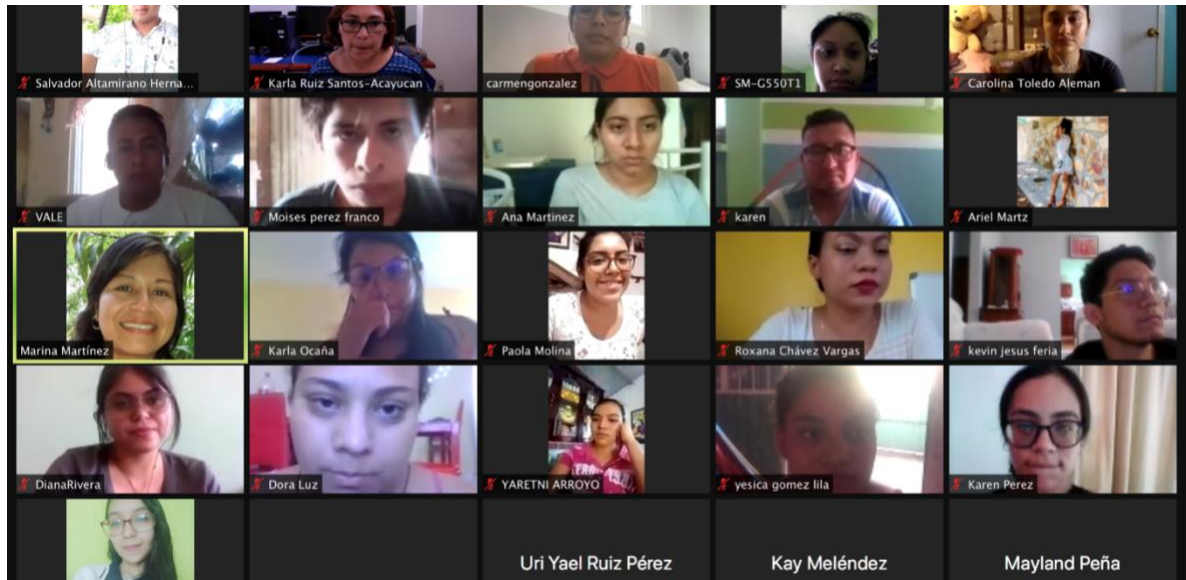 Salvador Altamirano Herna...
Karla Ruiz Santos-Acayucan
carmengonzalez
SM-G550T1
Carolina Toledo Aleman
VALE
Moises perez franco
Ana Martinez
karen
Ariel Martz
Marina Martínez
Karla Ocaña
Paola Molina
Roxana Chávez Vargas
kevin jesus feria
DianaRivera
Dora Luz
YARETNI ARROYO
yesica gomez lila
Karen Perez
Uri Yael Ruiz Pérez
Kay Meléndez
Mayland Peña